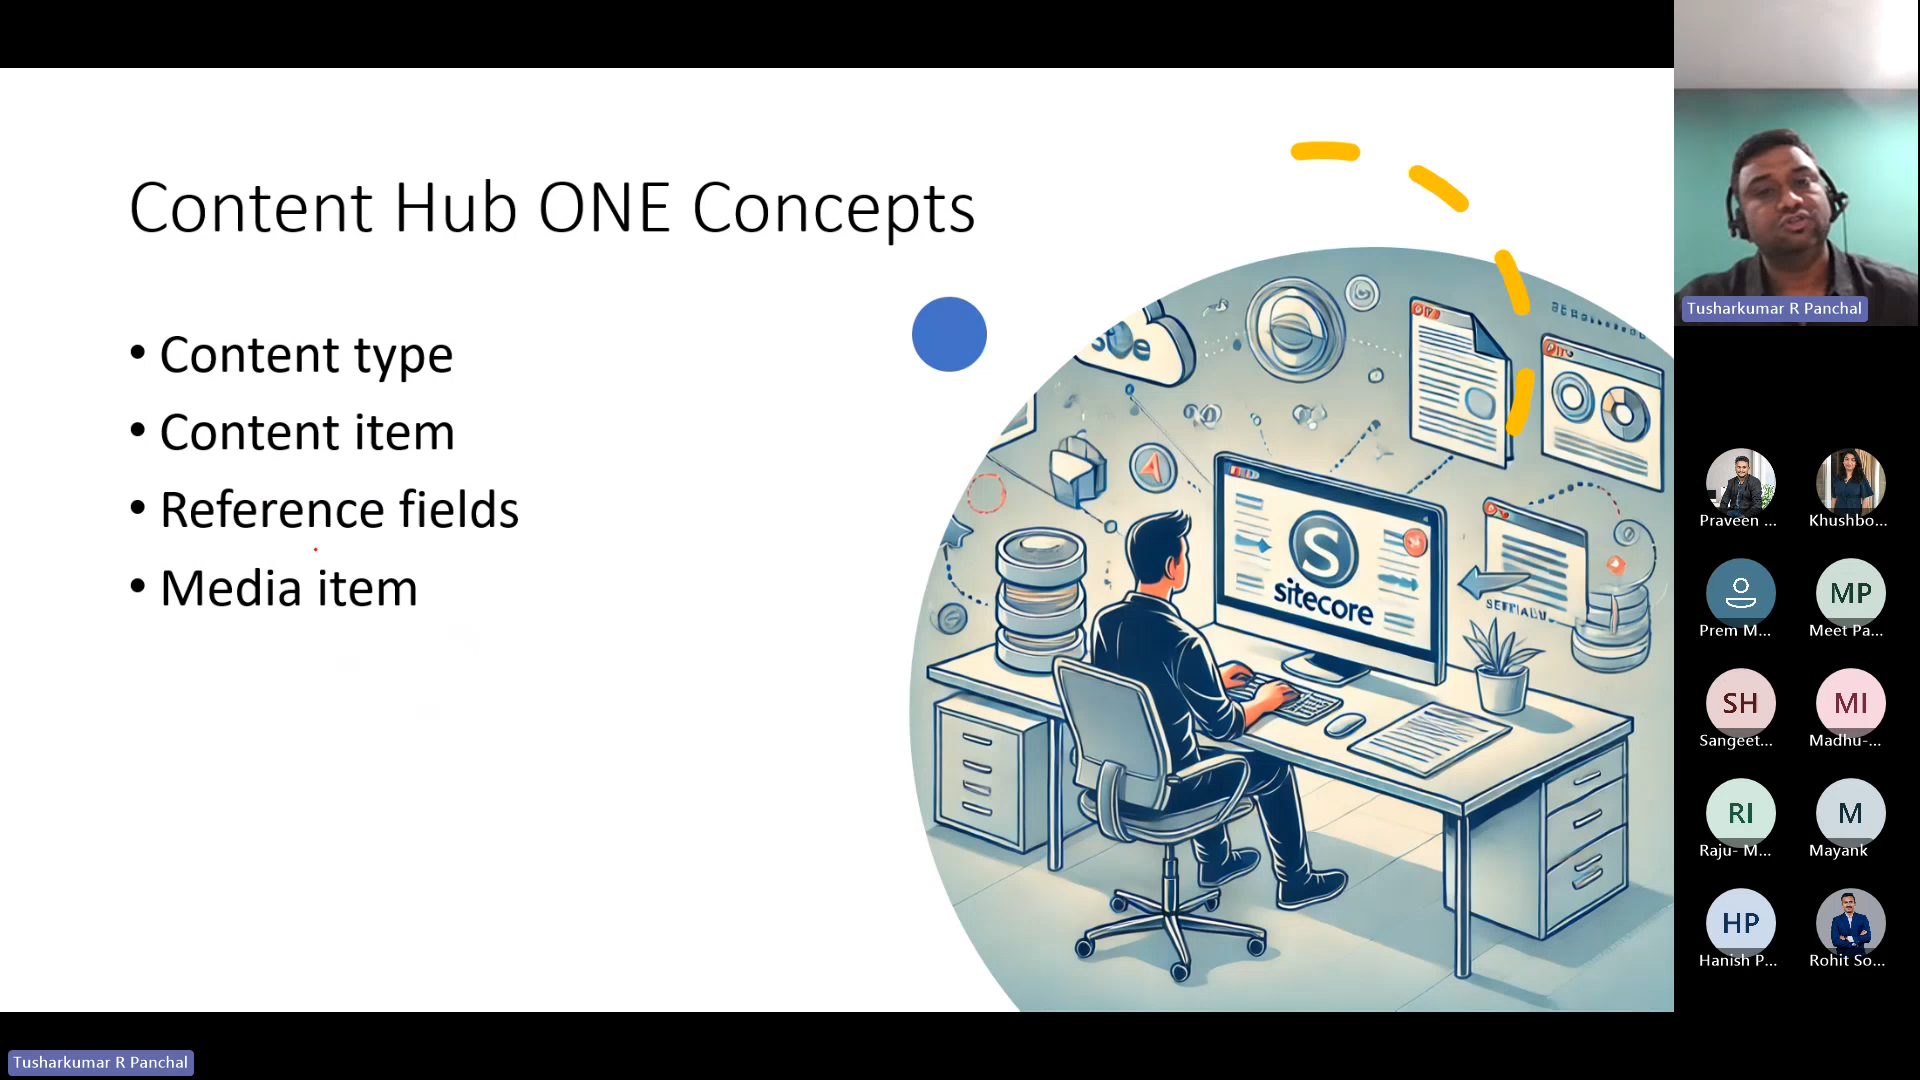 Content Hub ONE Concepts
• Content type
• Content item
• Reference fields
• Media item
S
sitecore
Tusharkumar R Panchal
Praveen ...
Khushbo...
MP
Prem M...
Meet Pa...
SH
MI
Sangeet...
Madhu-...
RI
M
Raju- M...
Mayank
HP
Hanish P...
Rohit So...
Tusharkumar R Panchal